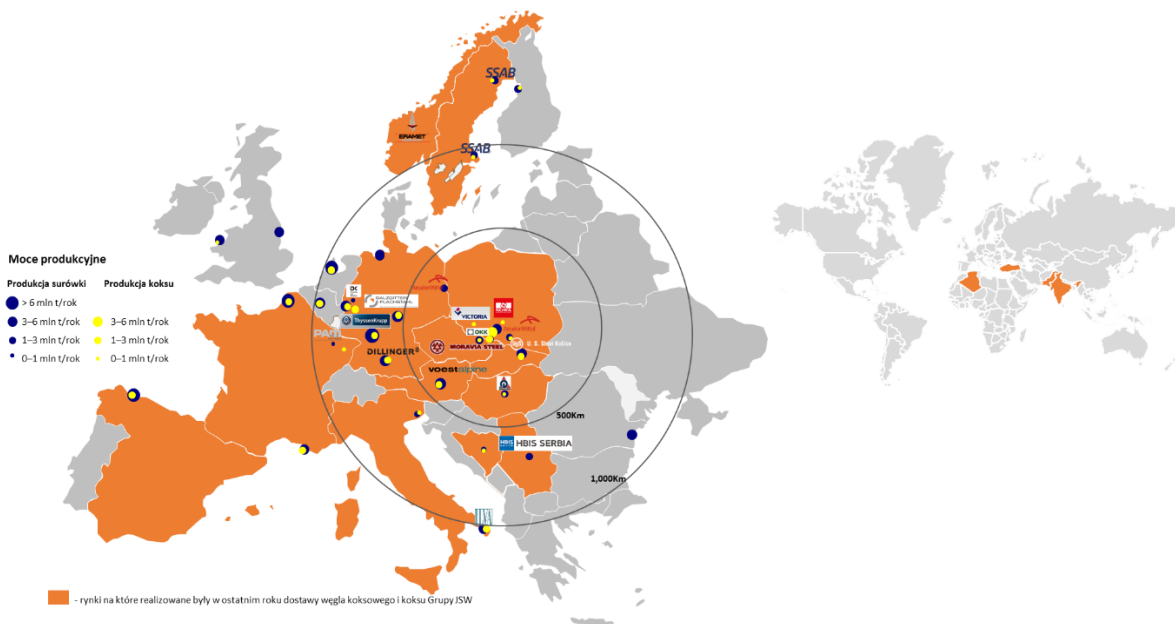 SSAB
ERAMET
SSAB
Moce produkcyjne
Produkcja surówki
Produkcja koksu
> 6 mln t/rok
3–6 mln t/rok
3–6 mln t/rok
1–3 mln t/rok
1–3 mln t/rok
0–1 mln t/rok
0–1 mln t/rok
DK
SALZGITTER
FLACHSTAHL
ThyssenKrupp
VICTORIA
ArcelorMittal
OKK
MORAVIA STEEL
U. S. Steel Košice
DILLINGER
voestalpine
500Km
HBIS
HBIS SERBIA
1,000Km
- rynki na które realizowane były w ostatnim roku dostawy węgla koksowego i koksu Grupy JSW